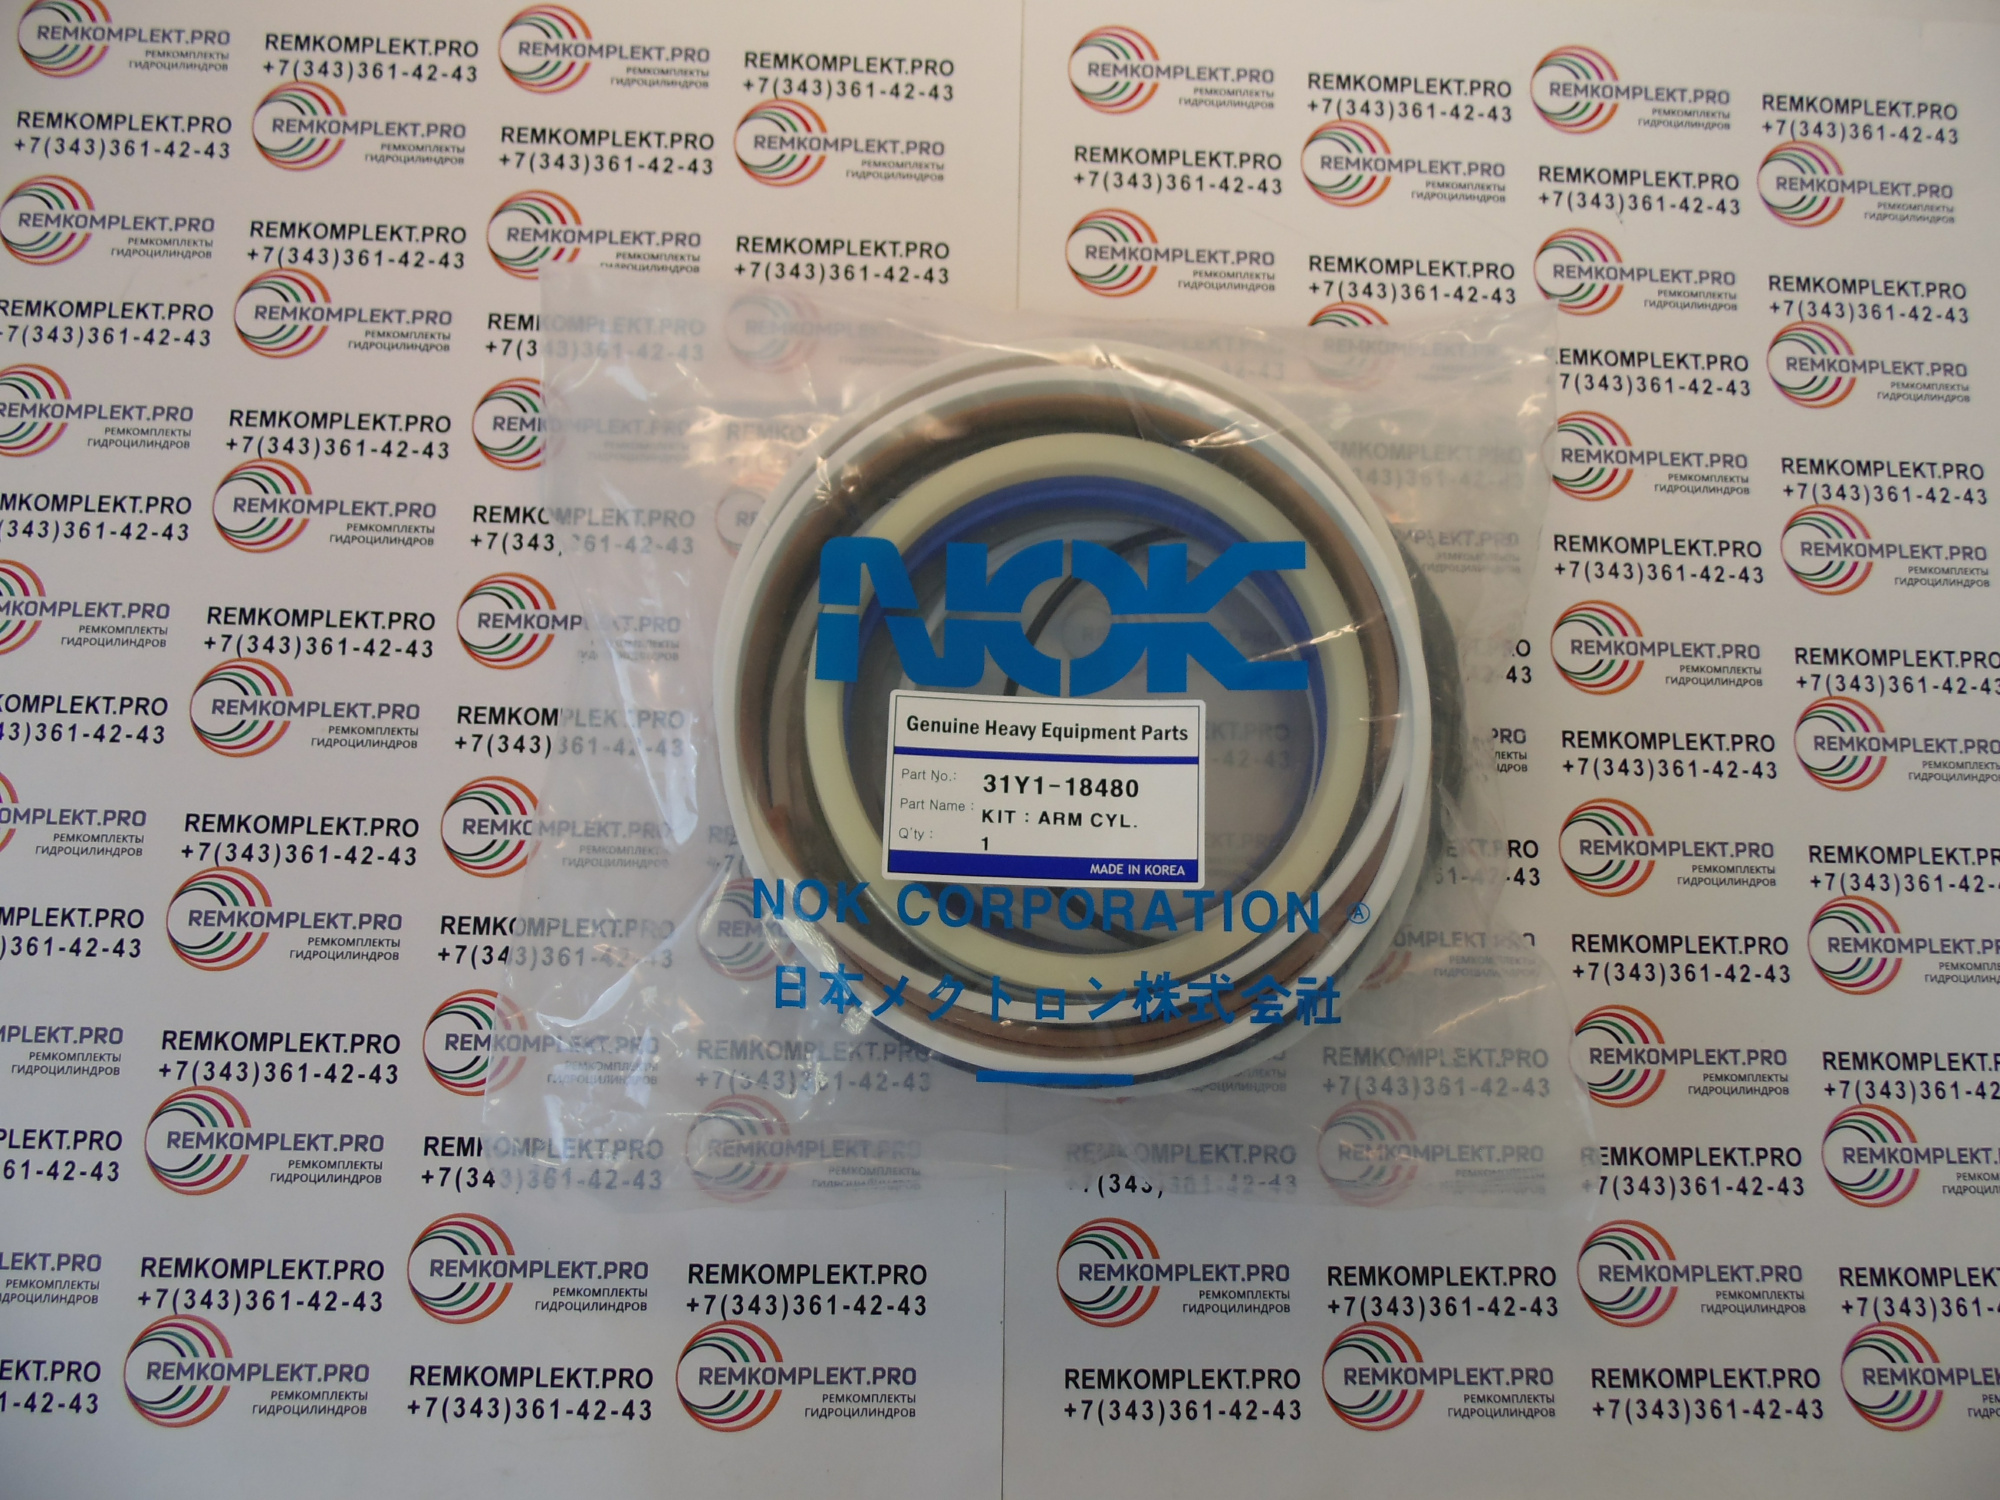 REMKOMPLEKT.PRO
РЕМКОМПЛЕКТЫ
ГИДРОЦИЛИНДРОВ
REMKOMPLEKT.PRO
+7(343)361-42-43
NOK
Genuine Heavy Equipment Parts
Part No.: 31Y1-18480
Part Name : KIT : ARM CYL.
Q'ty : 1
MADE IN KOREA
NOK CORPORATION
日本メクトロン株式会社